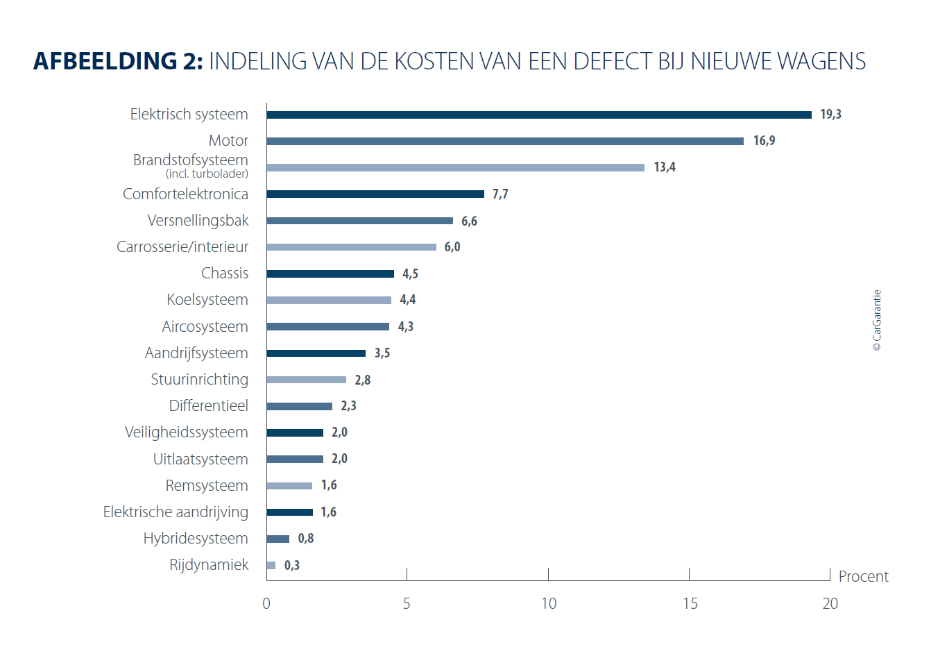 AFBEELDING 2: INDELING VAN DE KOSTEN VAN EEN DEFECT BIJ NIEUWE WAGENS
Elektrisch systeem 19,3
Motor 16,9
Brandstofsysteem
(incl. turbolader) 13,4
Comfortelektronica 7,7
Versnellingsbak 6,6
Carrosserie/interieur 6,0
Chassis 4,5
Koelsysteem 4,4
Aircosysteem 4,3
Aandrijfsysteem 3,5
Stuurinrichting 2,8
Differentieel 2,3
Veiligheidssysteem 2,0
Uitlaatsysteem 2,0
Remsysteem 1,6
Elektrische aandrijving 1,6
Hybridesysteem 0,8
Rijdynamiek 0,3
Procent
0 5 10 15 20
© CarGarantie